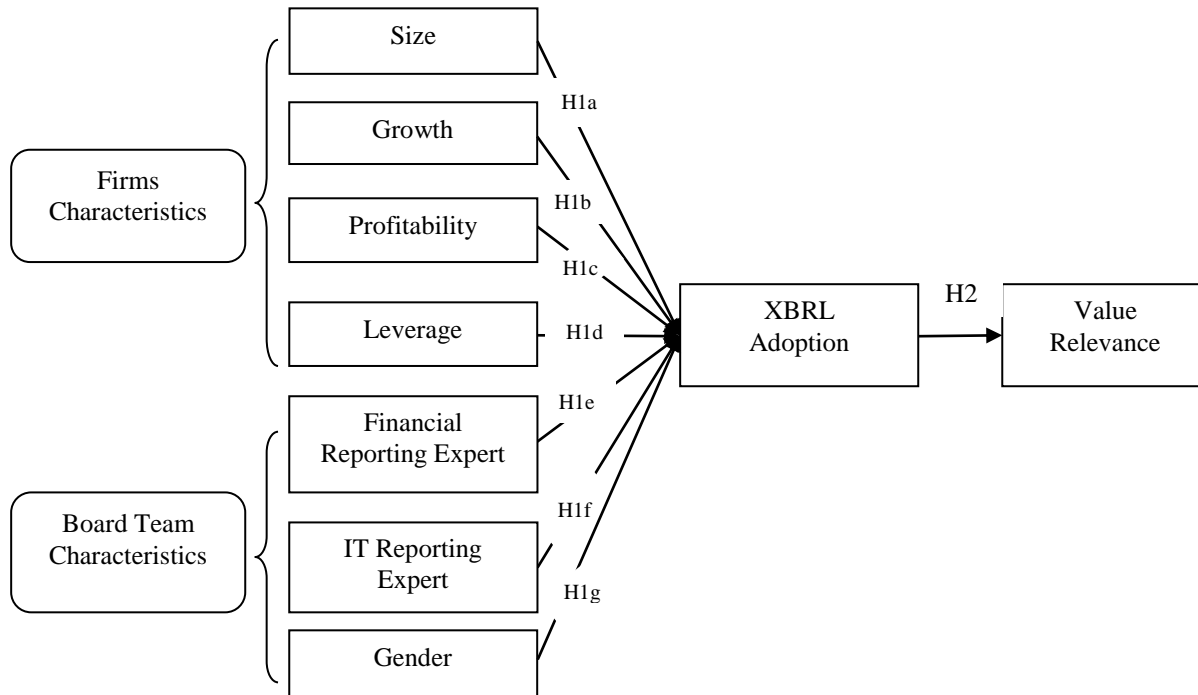 Size
H1a
Growth
Firms
Characteristics
H1b
Profitability
H1c
XBRL
Adoption
H2
Value
Relevance
Leverage
H1d
H1e
Financial
Reporting Expert
Board Team
Characteristics
H1f
IT Reporting
Expert
H1g
Gender